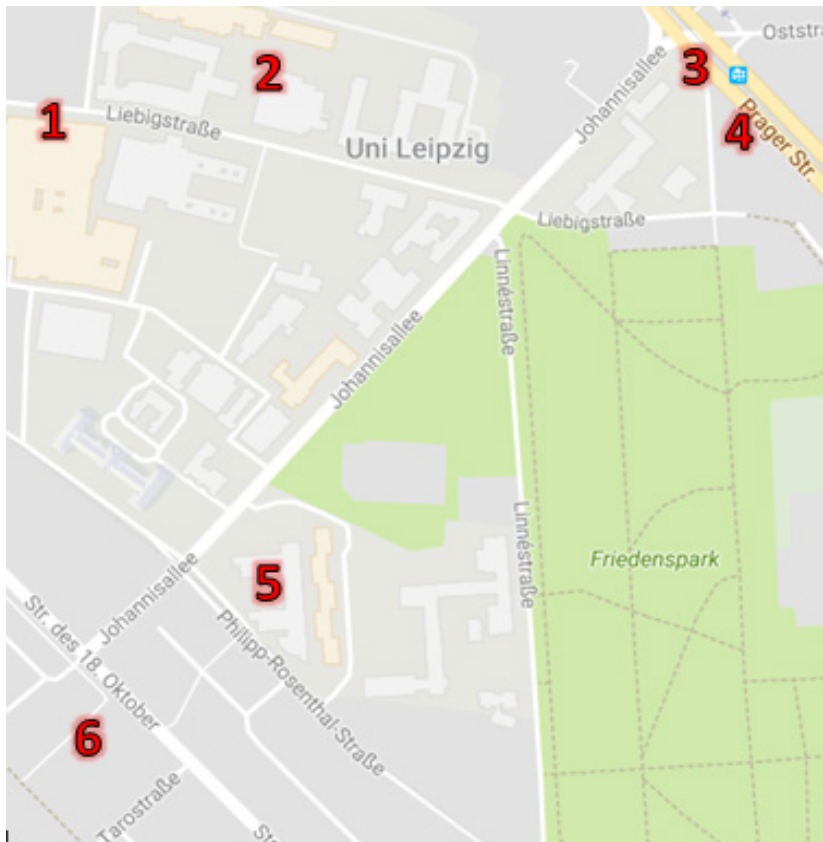 Oststra
2
3
Johannisallee
1
Liebigstraße
Prager Str.
4
Uni Leipzig
Liebigstraße
Linnéstraße
Johannisallee
Linnéstraße
Friedenspark
5
Johannisallee
Str. des 18. Oktober
Philipp-Rosenthal-Straße
6
Tarostraße
Str